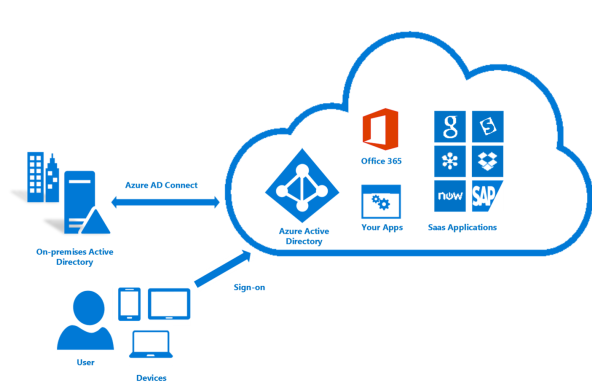 Office 365
g
now
SAP
Azure AD Connect
Azure Active
Directory
Your Apps
Saas Applications
On-premises Active
Directory
Sign-on
User
Devices